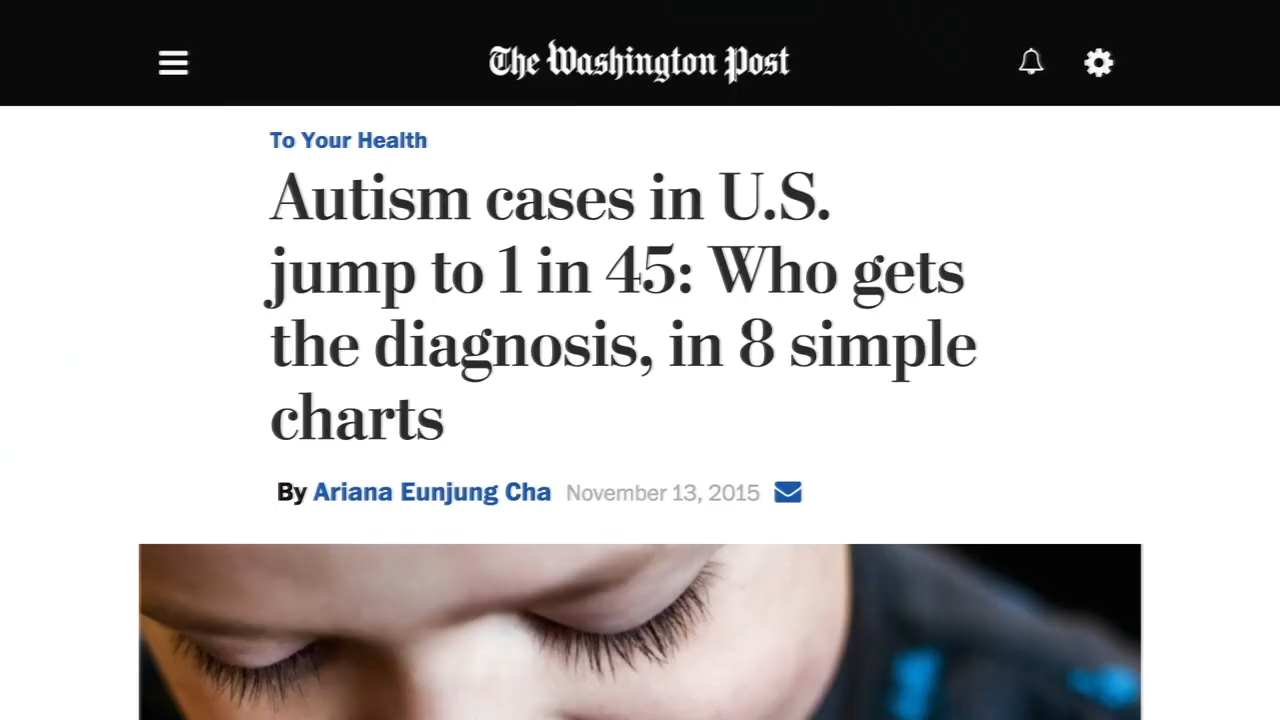 The Washington Post
To Your Health
Autism cases in U.S.
jump to 1 in 45: Who gets
the diagnosis, in 8 simple
charts
By Ariana Eunjung Cha November 13, 2015